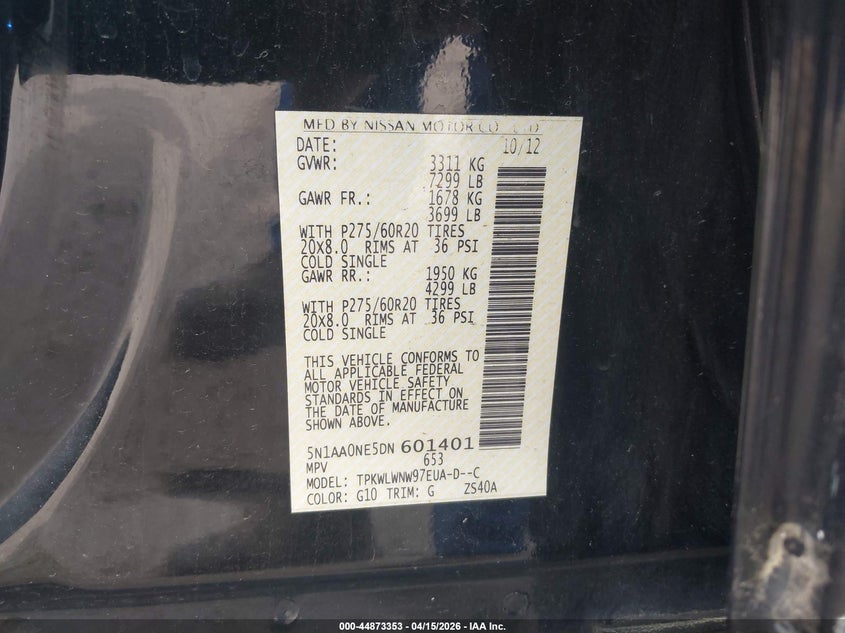 MFD BY NISSAN MOTOR CO., LTD.
DATE: 10/12
GVWR: 3311 KG
7299 LB
GAWR FR.: 1678 KG
3699 LB
WITH P275/60R20 TIRES
20X8.0 RIMS AT 36 PSI
COLD SINGLE
GAWR RR.: 1950 KG
4299 LB
WITH P275/60R20 TIRES
20X8.0 RIMS AT 36 PSI
COLD SINGLE
THIS VEHICLE CONFORMS TO
ALL APPLICABLE FEDERAL
MOTOR VEHICLE SAFETY
STANDARDS IN EFFECT ON
THE DATE OF MANUFACTURE
SHOWN ABOVE.
5N1AA0NE5DN 601401
MPV 653
MODEL: TPKWLWNW97EUA-D--C
COLOR: G10 TRIM: G ZS40A
000-44873353 | 04/15/2026 | IAA Inc.